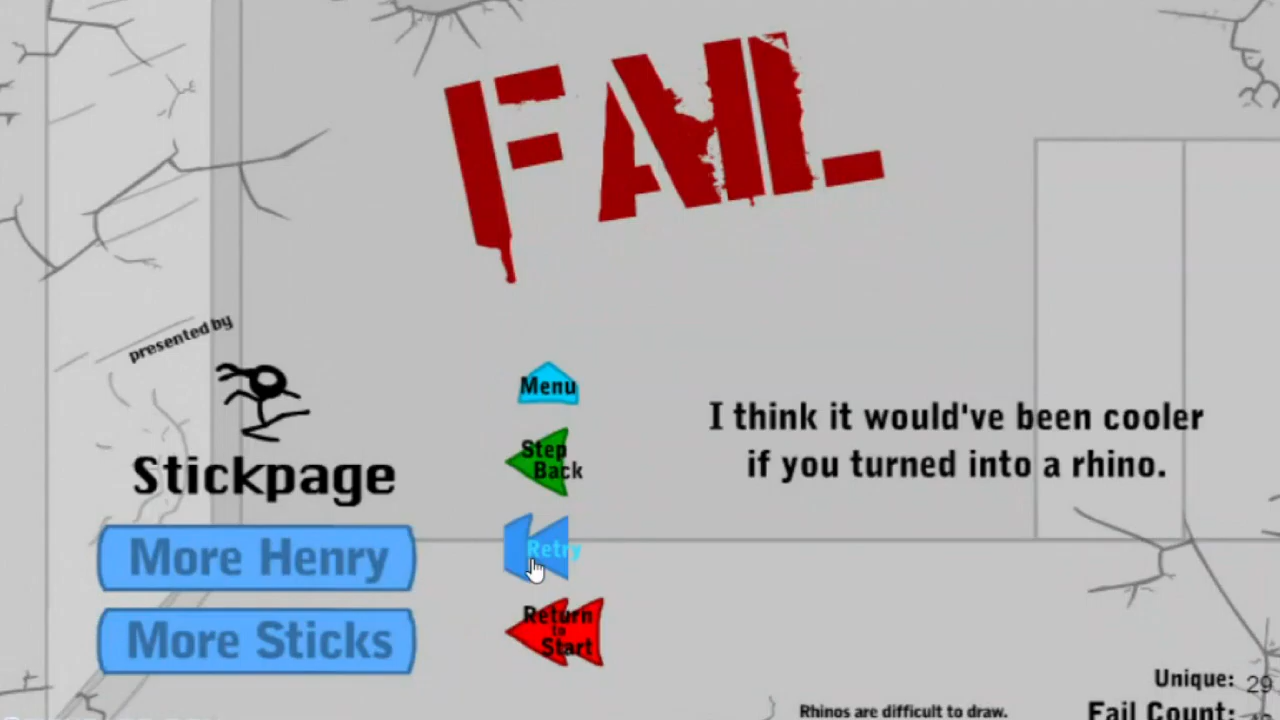 FAIL
presented by
Stickpage
More Henry
More Sticks
Menu
Step
Back
Retry
Return
to
Start
I think it would've been cooler
if you turned into a rhino.
Unique: 29
Fail Count:
Rhinos are difficult to draw.